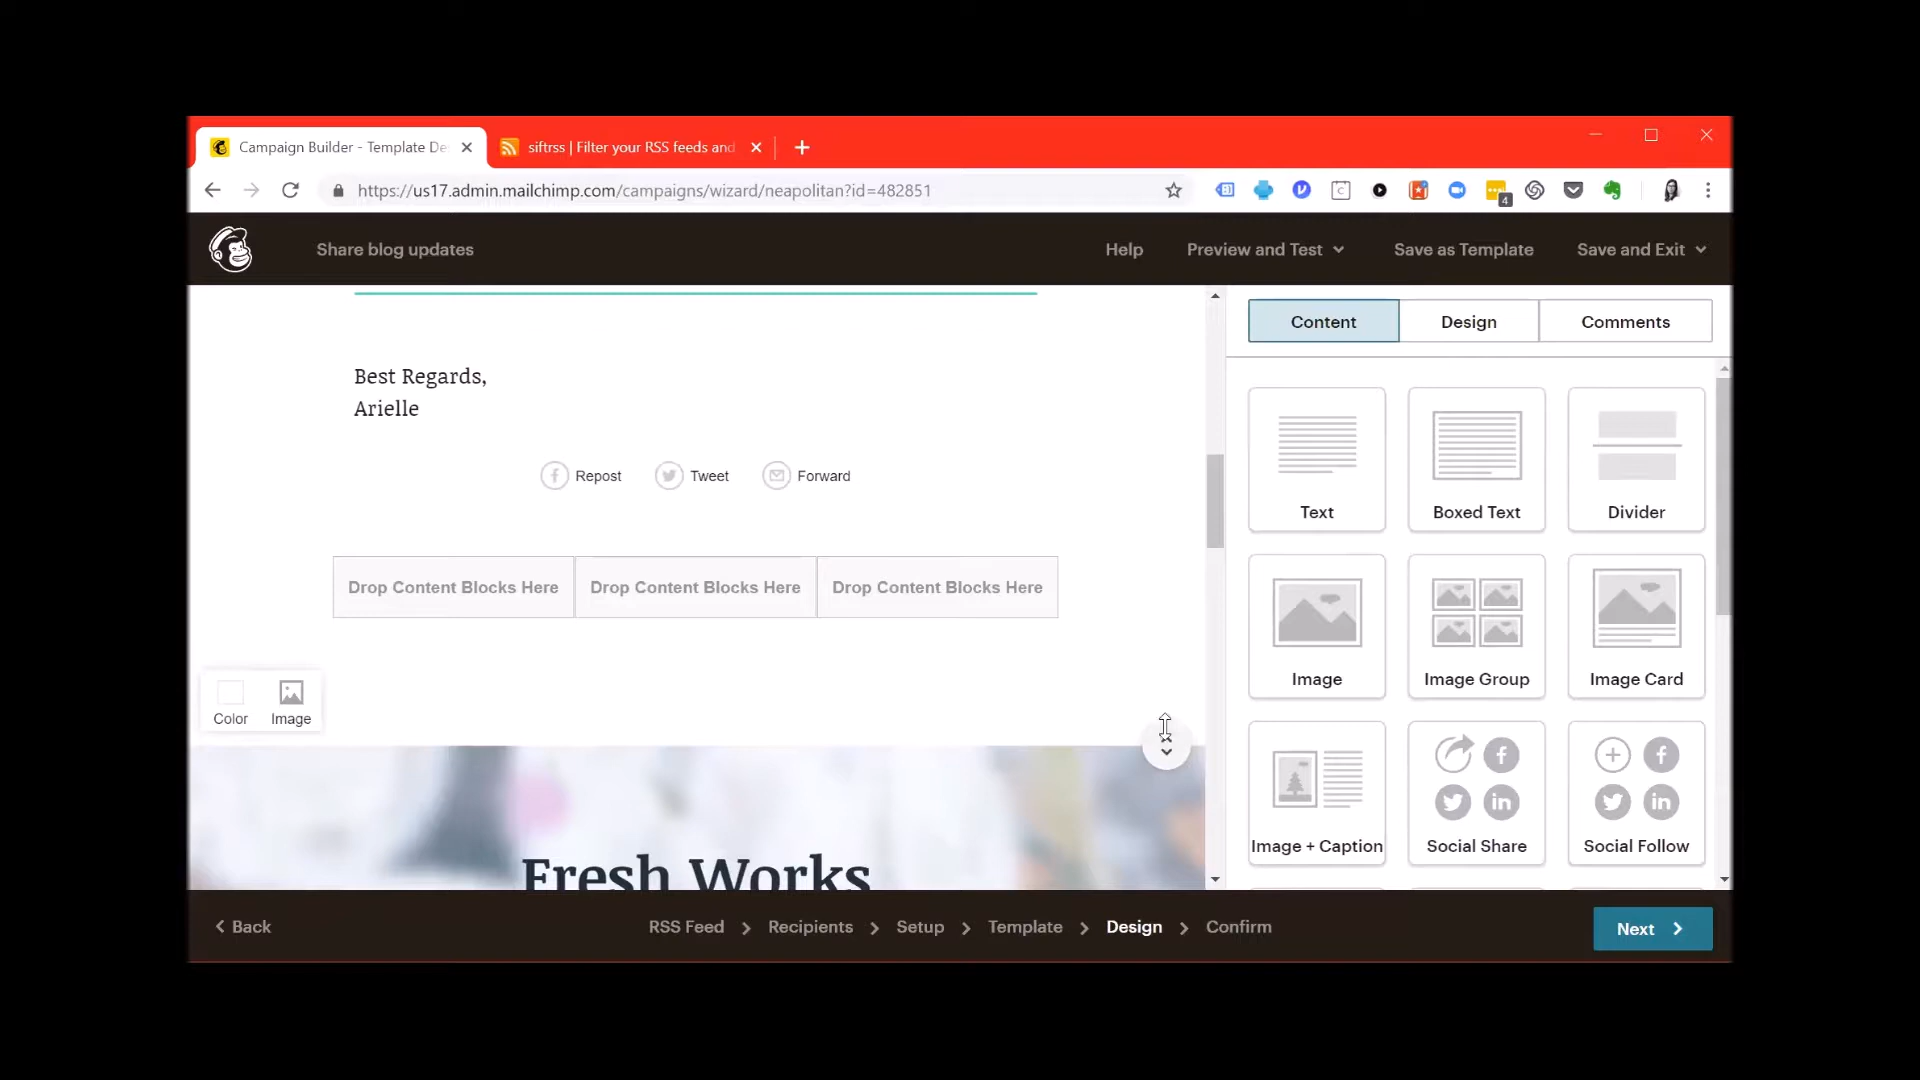 Campaign Builder - Template De
siftrss | Filter your RSS feeds and
https://us17.admin.mailchimp.com/campaigns/wizard/neapolitan?id=482851
4
Share blog updates
Help
Preview and Test
Save as Template
Save and Exit
Content
Design
Comments
Best Regards,
Arielle
Repost
Tweet
Forward
Drop Content Blocks Here
Drop Content Blocks Here
Drop Content Blocks Here
Color
Image
Fresh Works
Text
Boxed Text
Divider
Image
Image Group
Image Card
Image + Caption
Social Share
Social Follow
Back
RSS Feed
Recipients
Setup
Template
Design
Confirm
Next